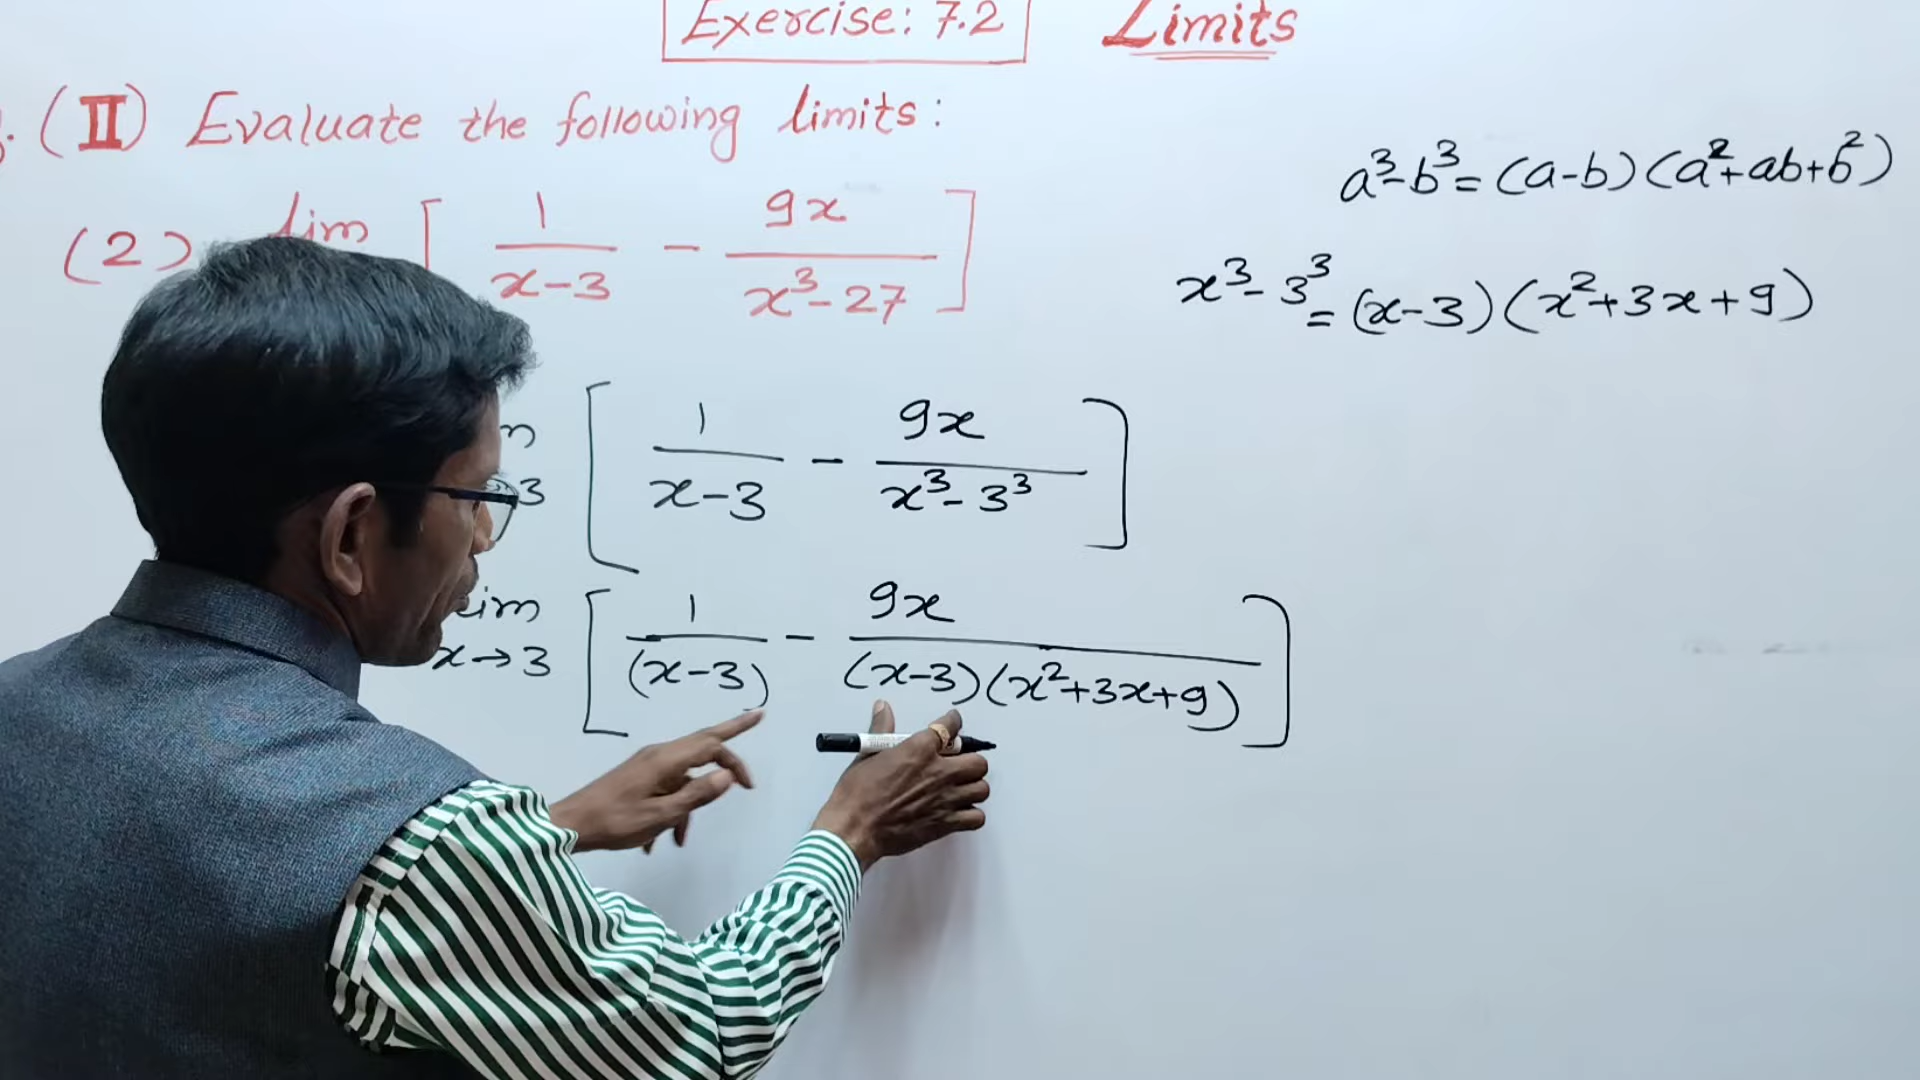 Exercise: 7.2 Limits
(II) Evaluate the following limits:
(2) lim [ 1/(x-3) - 9x/(x³-27) ]
a³-b³ = (a-b)(a²+ab+b²)
x³-3³ = (x-3)(x²+3x+9)
3 [ 1/(x-3) - 9x/(x³-3³) ]
lim x→3 [ 1/(x-3) - 9x/((x-3)(x²+3x+9)) ]